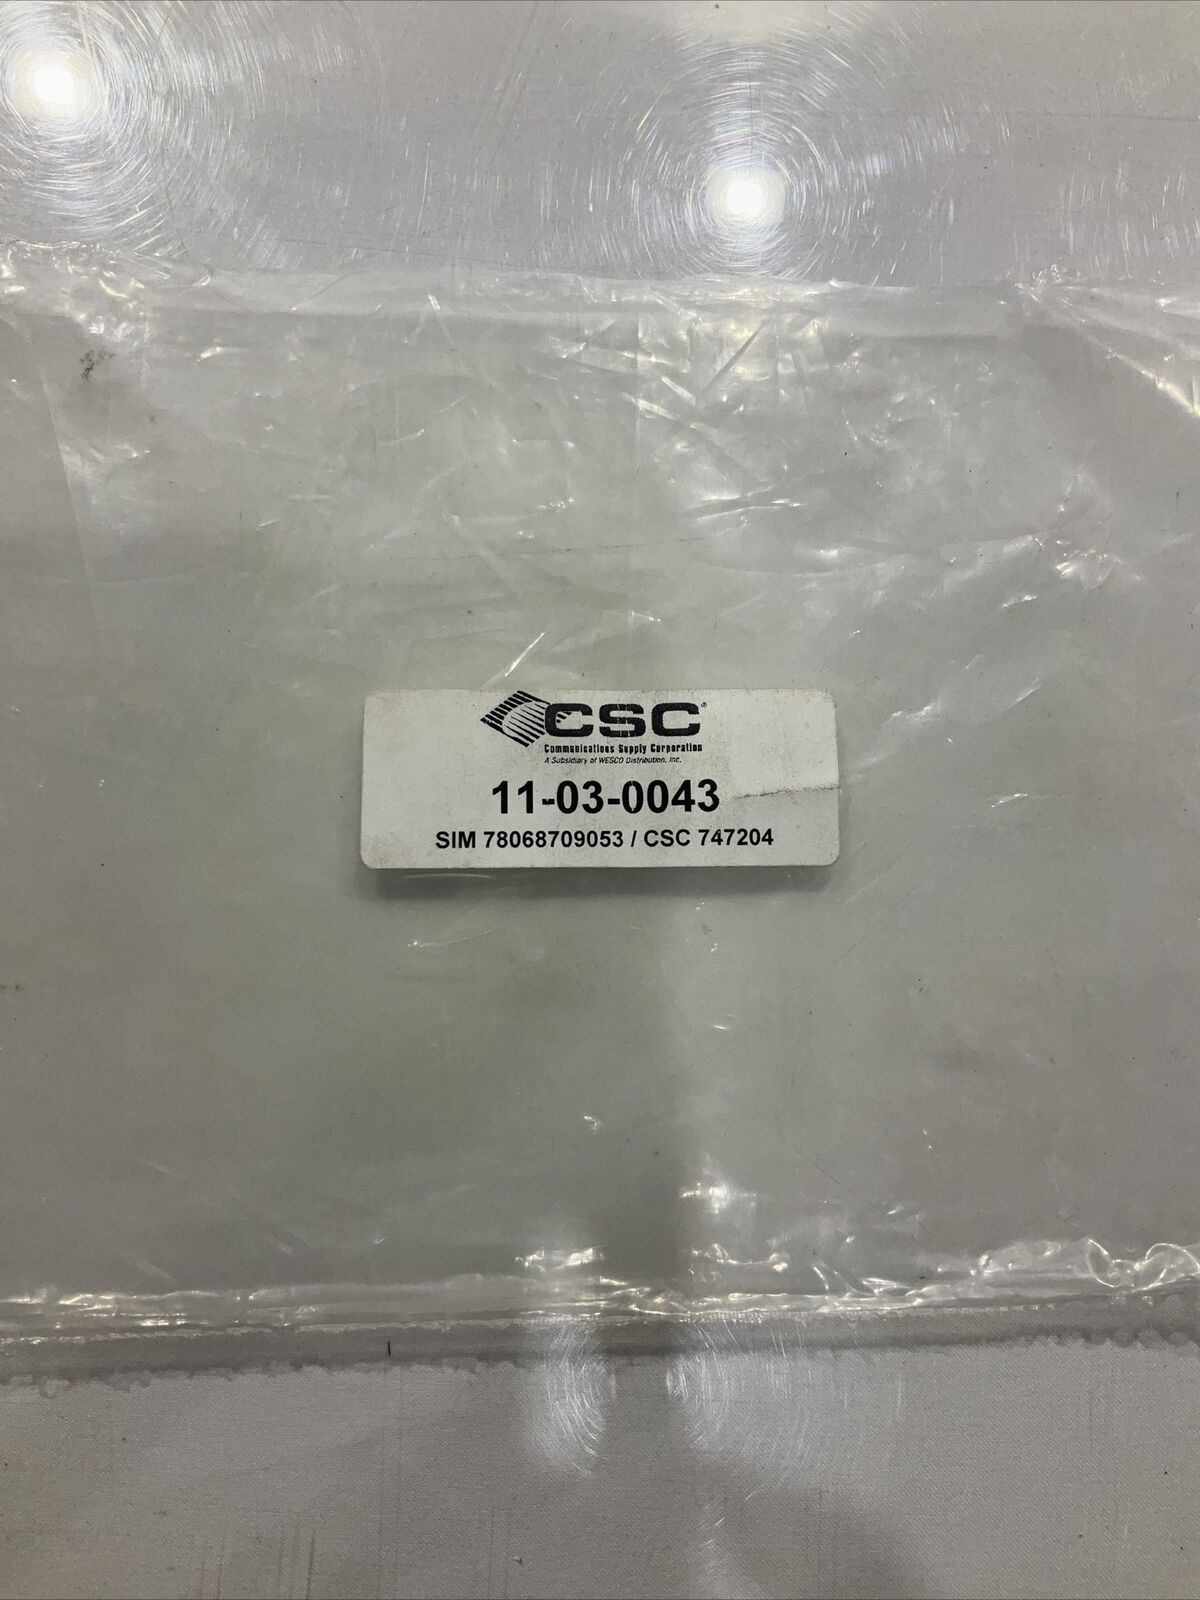 CSC®
Communications Supply Corporation
A Subsidiary of WESCO Distribution, Inc.
11-03-0043
SIM 78068709053 / CSC 747204